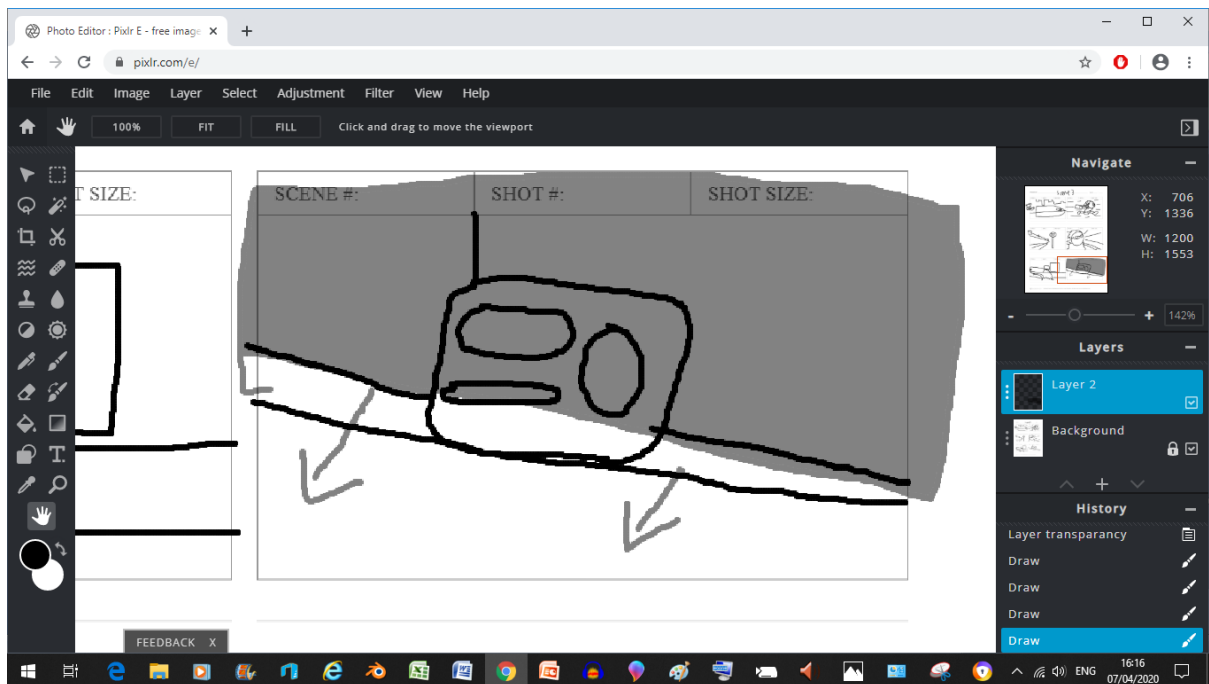 Photo Editor : Pixlr E - free image
pixlr.com/e/
File Edit Image Layer Select Adjustment Filter View Help
100% FIT FILL Click and drag to move the viewport
T SIZE: SCENE #: SHOT #: SHOT SIZE:
Navigate
X: 706
Y: 1336
W: 1200
H: 1553
142%
Layers
Layer 2
Background
History
Layer transparancy
Draw
Draw
Draw
Draw
FEEDBACK X
ENG 16:16
07/04/2020